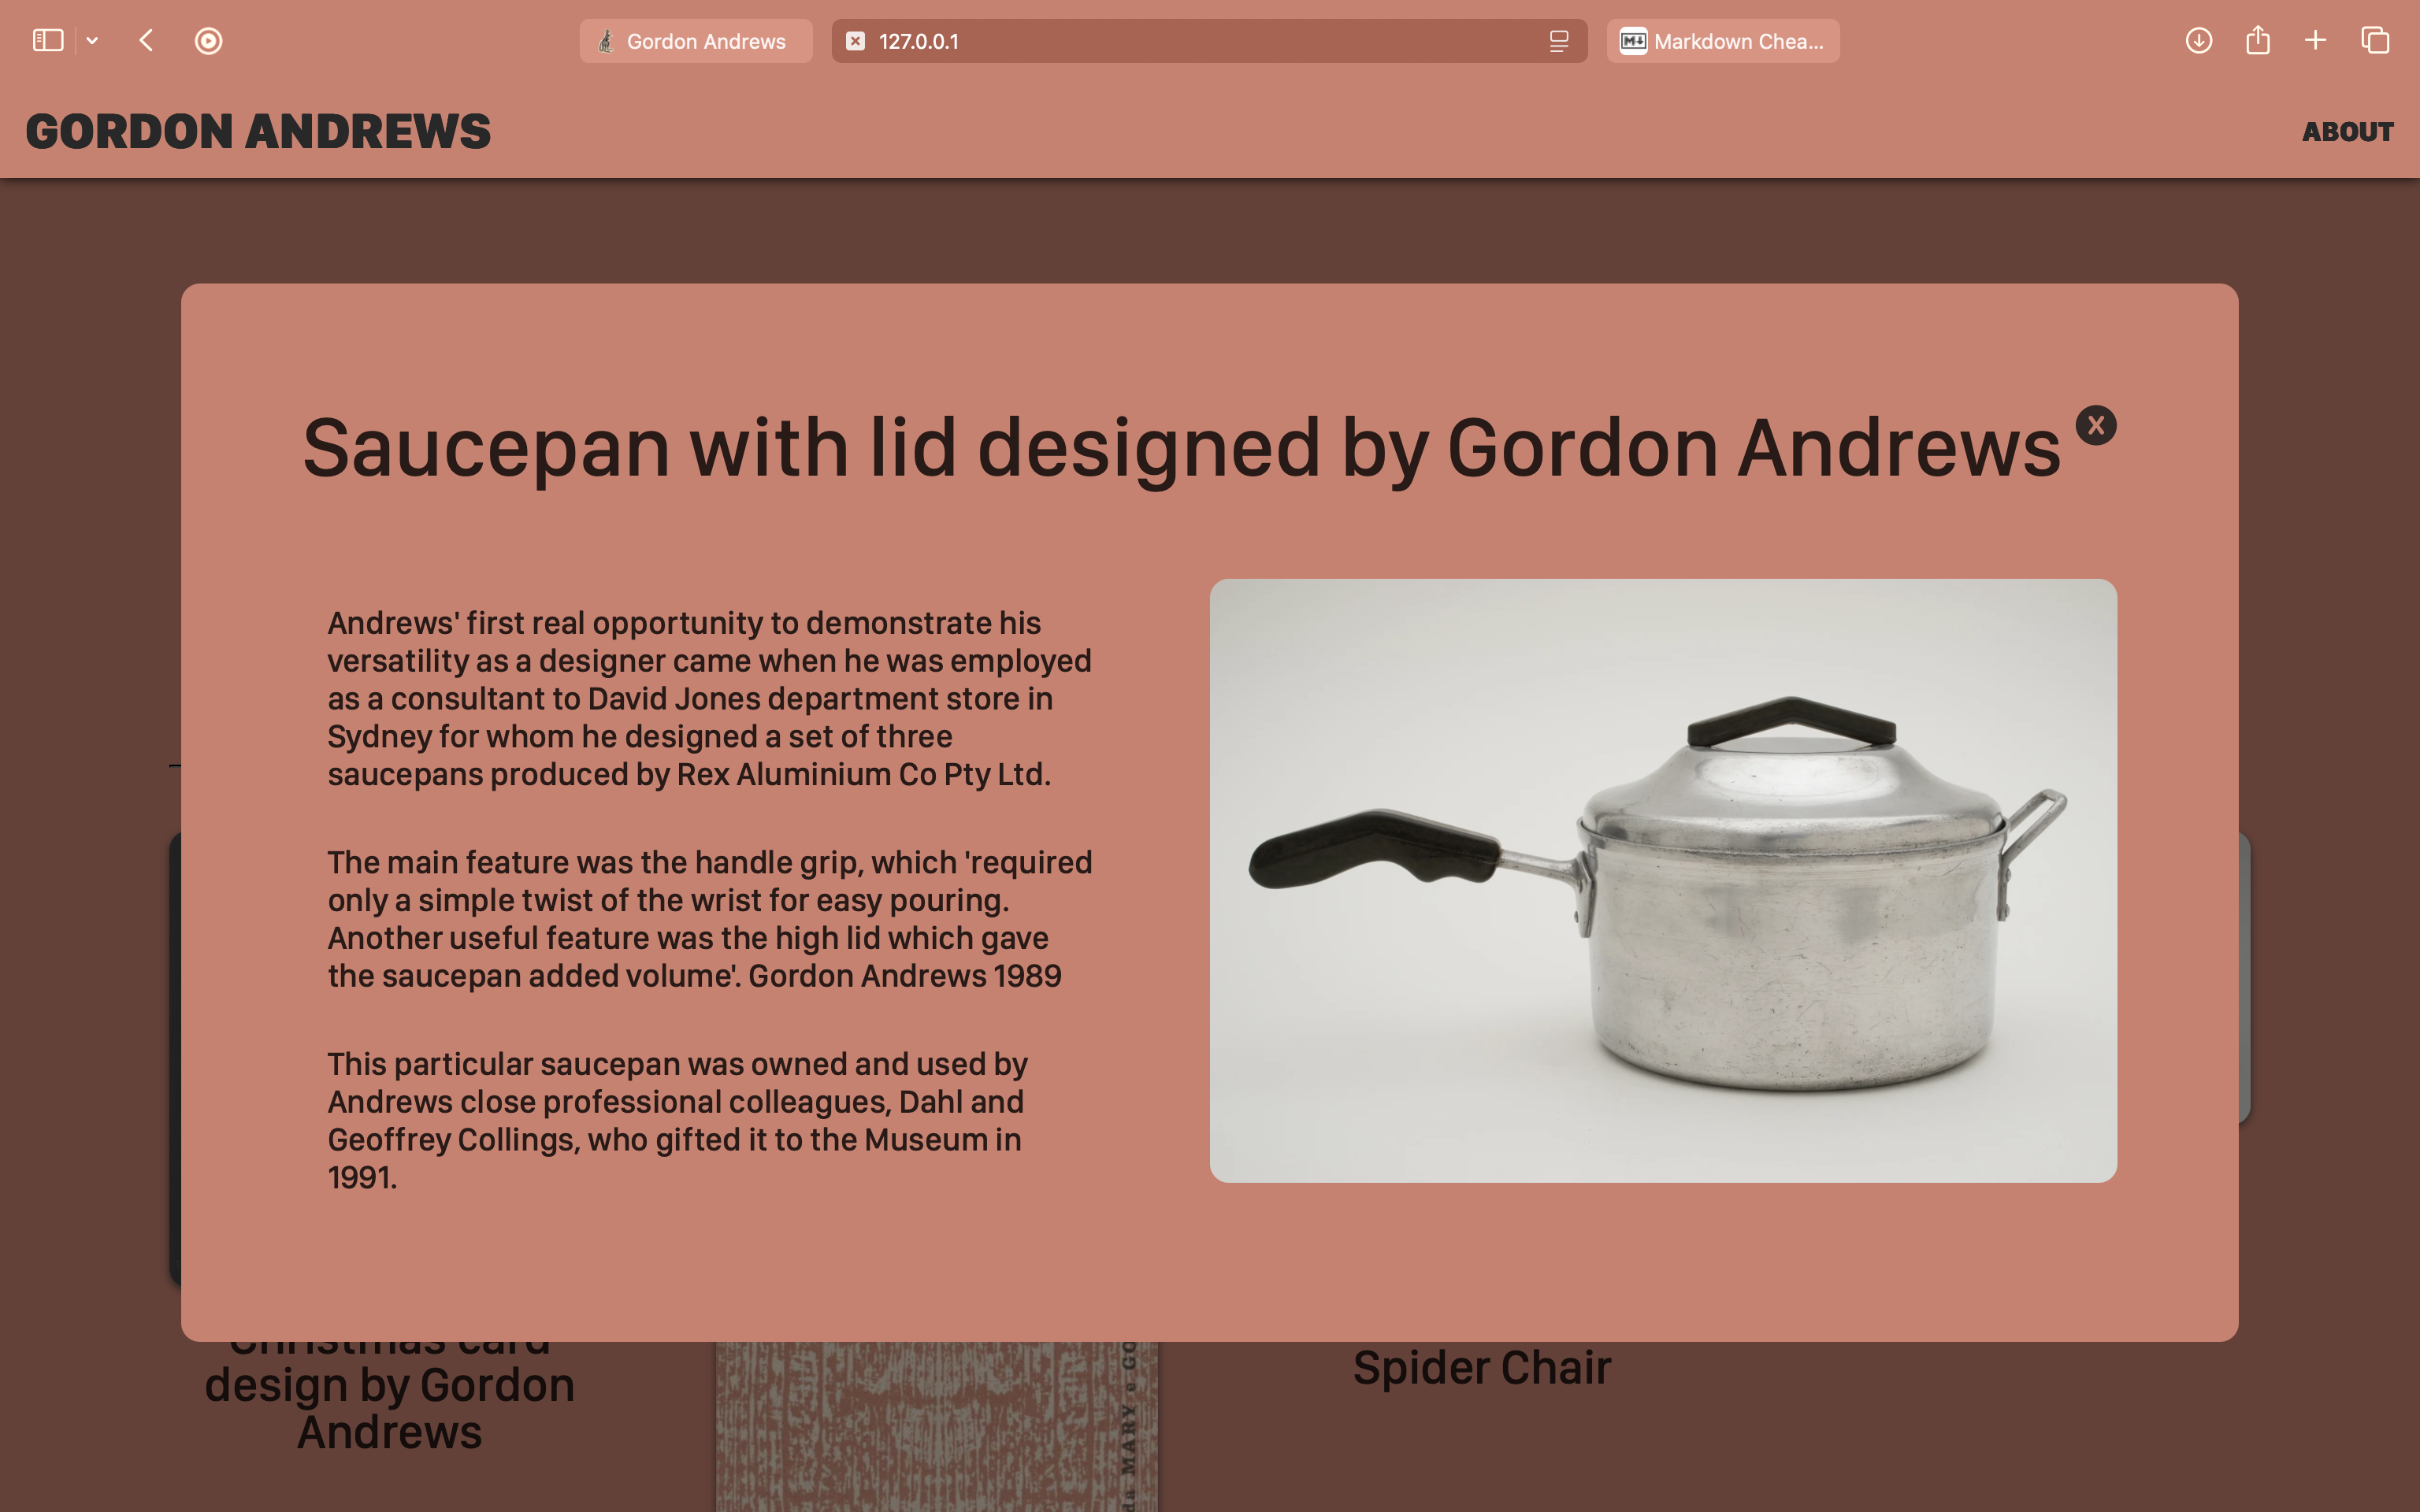 Gordon Andrews
127.0.0.1
Markdown Chea...
GORDON ANDREWS
ABOUT
Saucepan with lid designed by Gordon Andrews
X
Andrews' first real opportunity to demonstrate his
versatility as a designer came when he was employed
as a consultant to David Jones department store in
Sydney for whom he designed a set of three
saucepans produced by Rex Aluminium Co Pty Ltd.
The main feature was the handle grip, which 'required
only a simple twist of the wrist for easy pouring.
Another useful feature was the high lid which gave
the saucepan added volume'. Gordon Andrews 1989
This particular saucepan was owned and used by
Andrews close professional colleagues, Dahl and
Geoffrey Collings, who gifted it to the Museum in
1991.
Christmas card
design by Gordon
Andrews
MARY e GO
Spider Chair